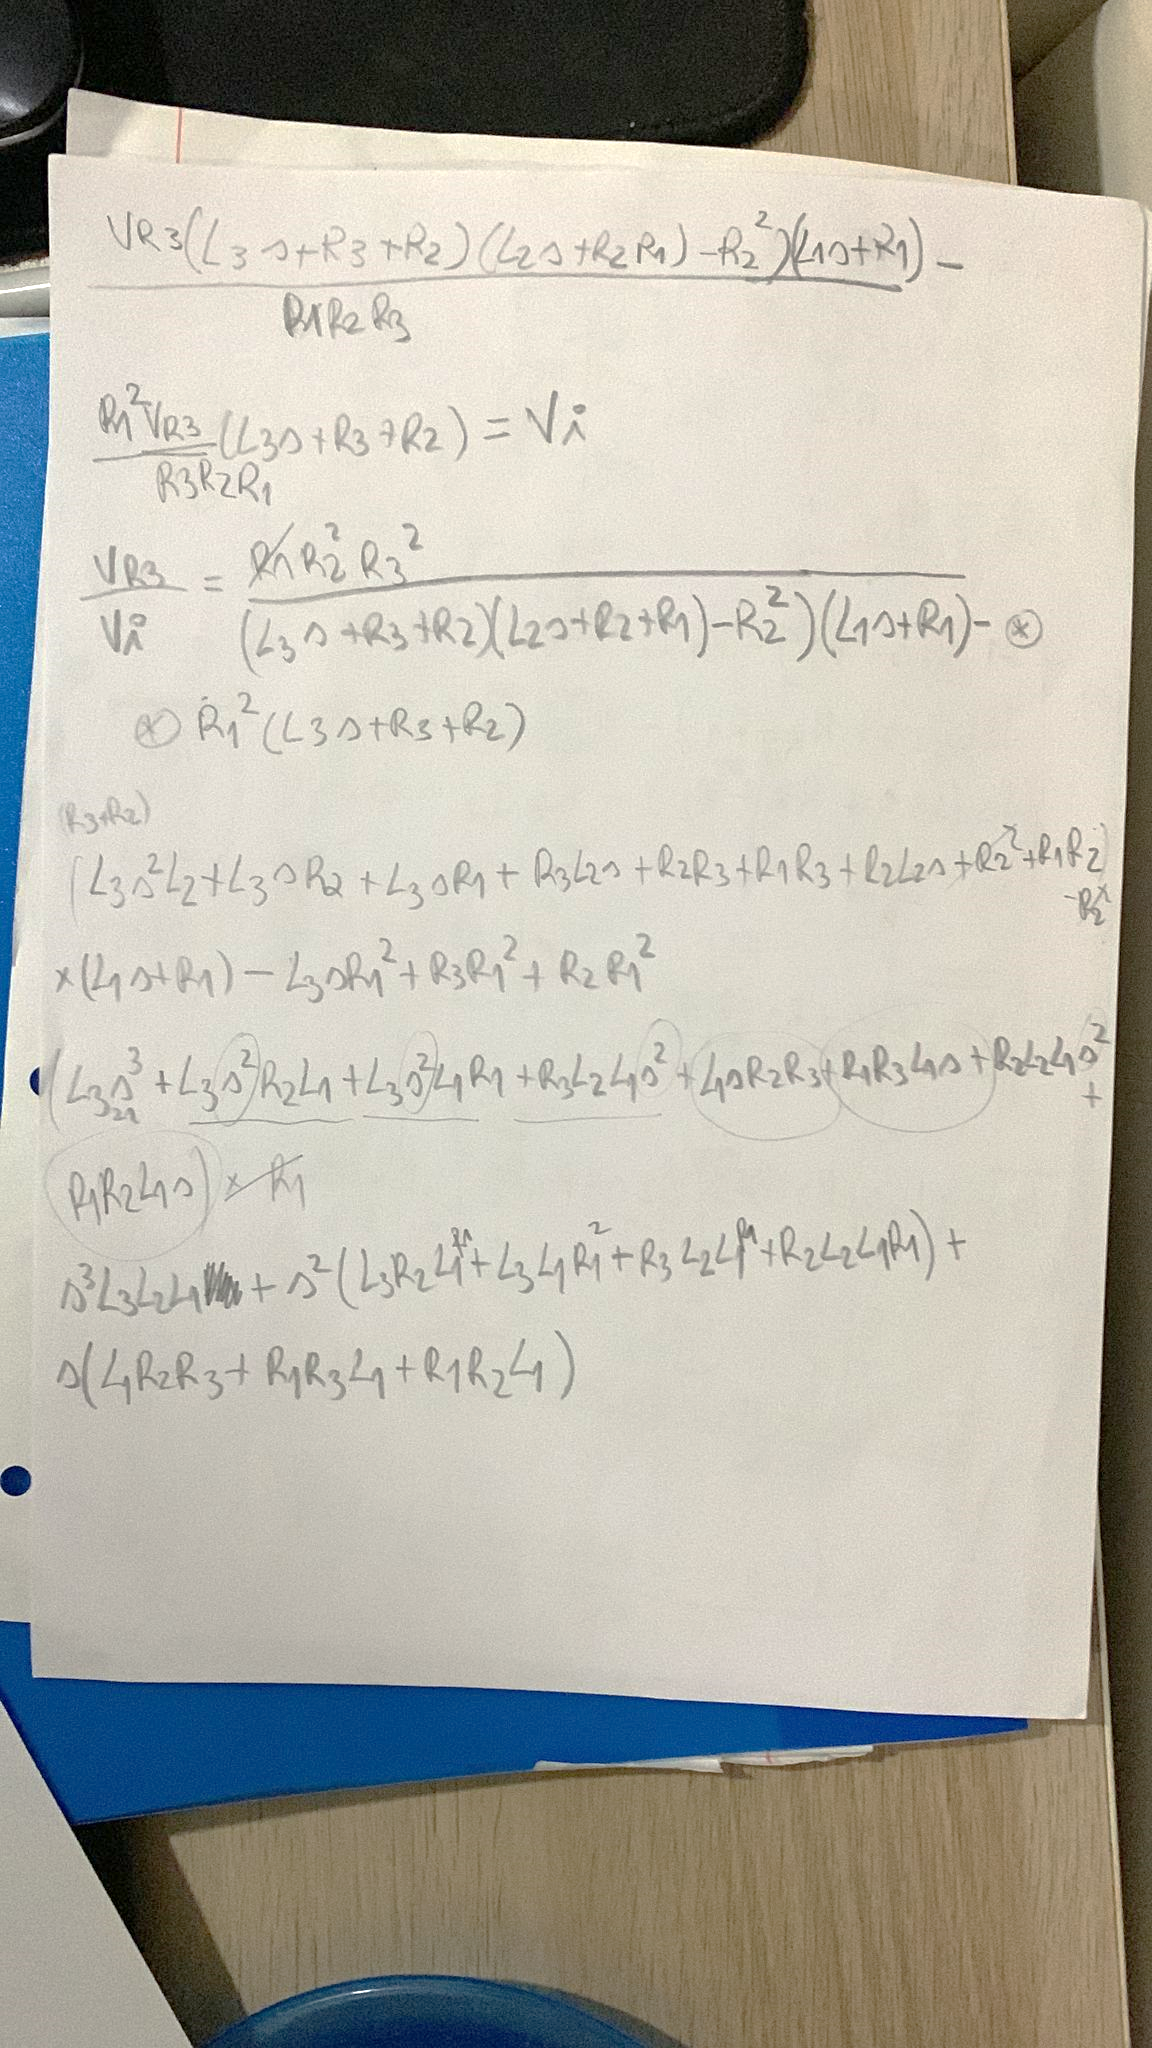 VR3(L3s+R3+R2)(L2s+R2R1)-R2²)(L1s+R1) -
R1R2R3
R1²VR3 (L3s+R3+R2) = Vi
R3R2R1
VR3 = R1R2²R3²
Vi (L3s+R3+R2)(L2s+R2+R1)-R2²)(L1s+R1)- ⊗
⊗ R1²(L3s+R3+R2)
(R3+R2)
(L3s²L2+L3sR2+L3sR1+R3L2s+R2R3+R1R3+R2L2s+R2²+R1R2)
-R2²
×(L1s+R1) - L3sR1²+R3R1²+R2R1²
(L3s³+L3s²R2L1+L3s²L1R1+R3L2L1s²+L1sR2R3+R1R3L1s+R2L2L1s²
L21
+
R1R2L1s) × R1
s³L3L2L1 + s²(L3R2L1R1+L3L1R1²+R3L2L1R1+R2L2L1R1)+
s(L1R2R3+R1R3L1+R1R2L1)